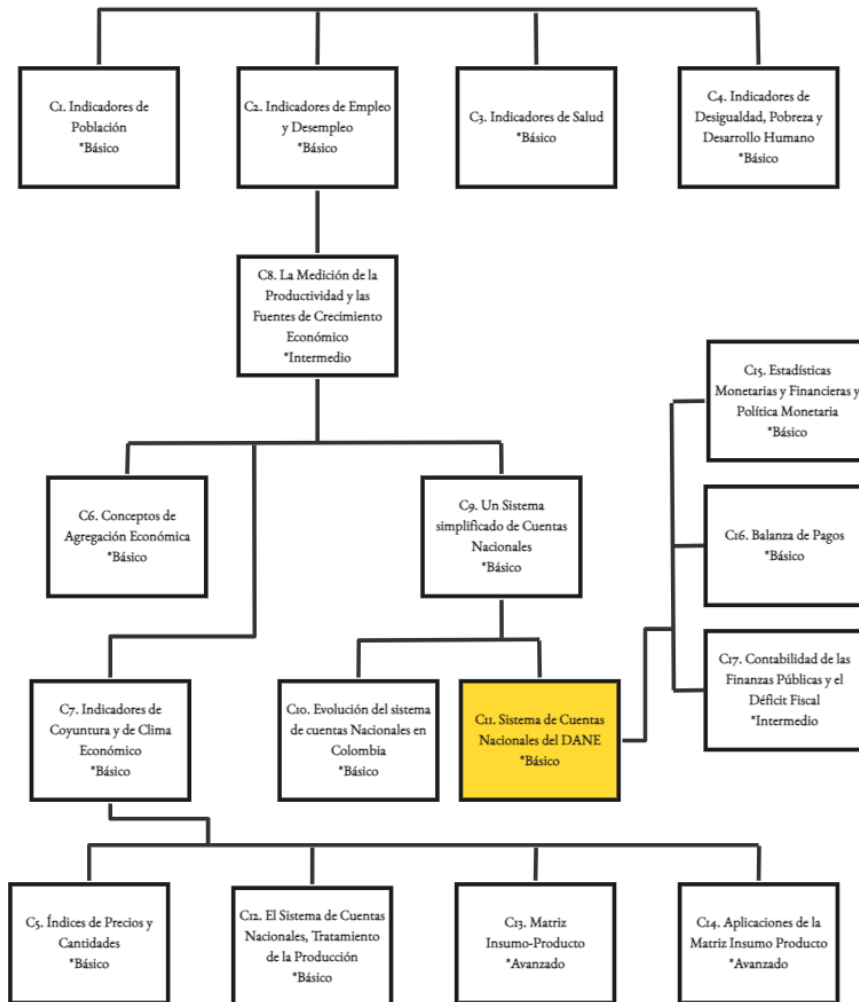 C1. Indicadores de
Población
*Básico
C2. Indicadores de Empleo
y Desempleo
*Básico
C3. Indicadores de Salud
*Básico
C4. Indicadores de
Desigualdad, Pobreza y
Desarrollo Humano
*Básico
C8. La Medición de la
Productividad y las
Fuentes de Crecimiento
Económico
*Intermedio
C15. Estadísticas
Monetarias y Financieras y
Política Monetaria
*Básico
C6. Conceptos de
Agregación Económica
*Básico
C9. Un Sistema
simplificado de Cuentas
Nacionales
*Básico
C16. Balanza de Pagos
*Básico
C17. Contabilidad de las
Finanzas Públicas y el
Déficit Fiscal
*Intermedio
C7. Indicadores de
Coyuntura y de Clima
Económico
*Básico
C10. Evolución del sistema
de cuentas Nacionales en
Colombia
*Básico
C11. Sistema de Cuentas
Nacionales del DANE
*Básico
C5. Índices de Precios y
Cantidades
*Básico
C12. El Sistema de Cuentas
Nacionales, Tratamiento
de la Producción
*Básico
C13. Matriz
Insumo-Producto
*Avanzado
C14. Aplicaciones de la
Matriz Insumo Producto
*Avanzado